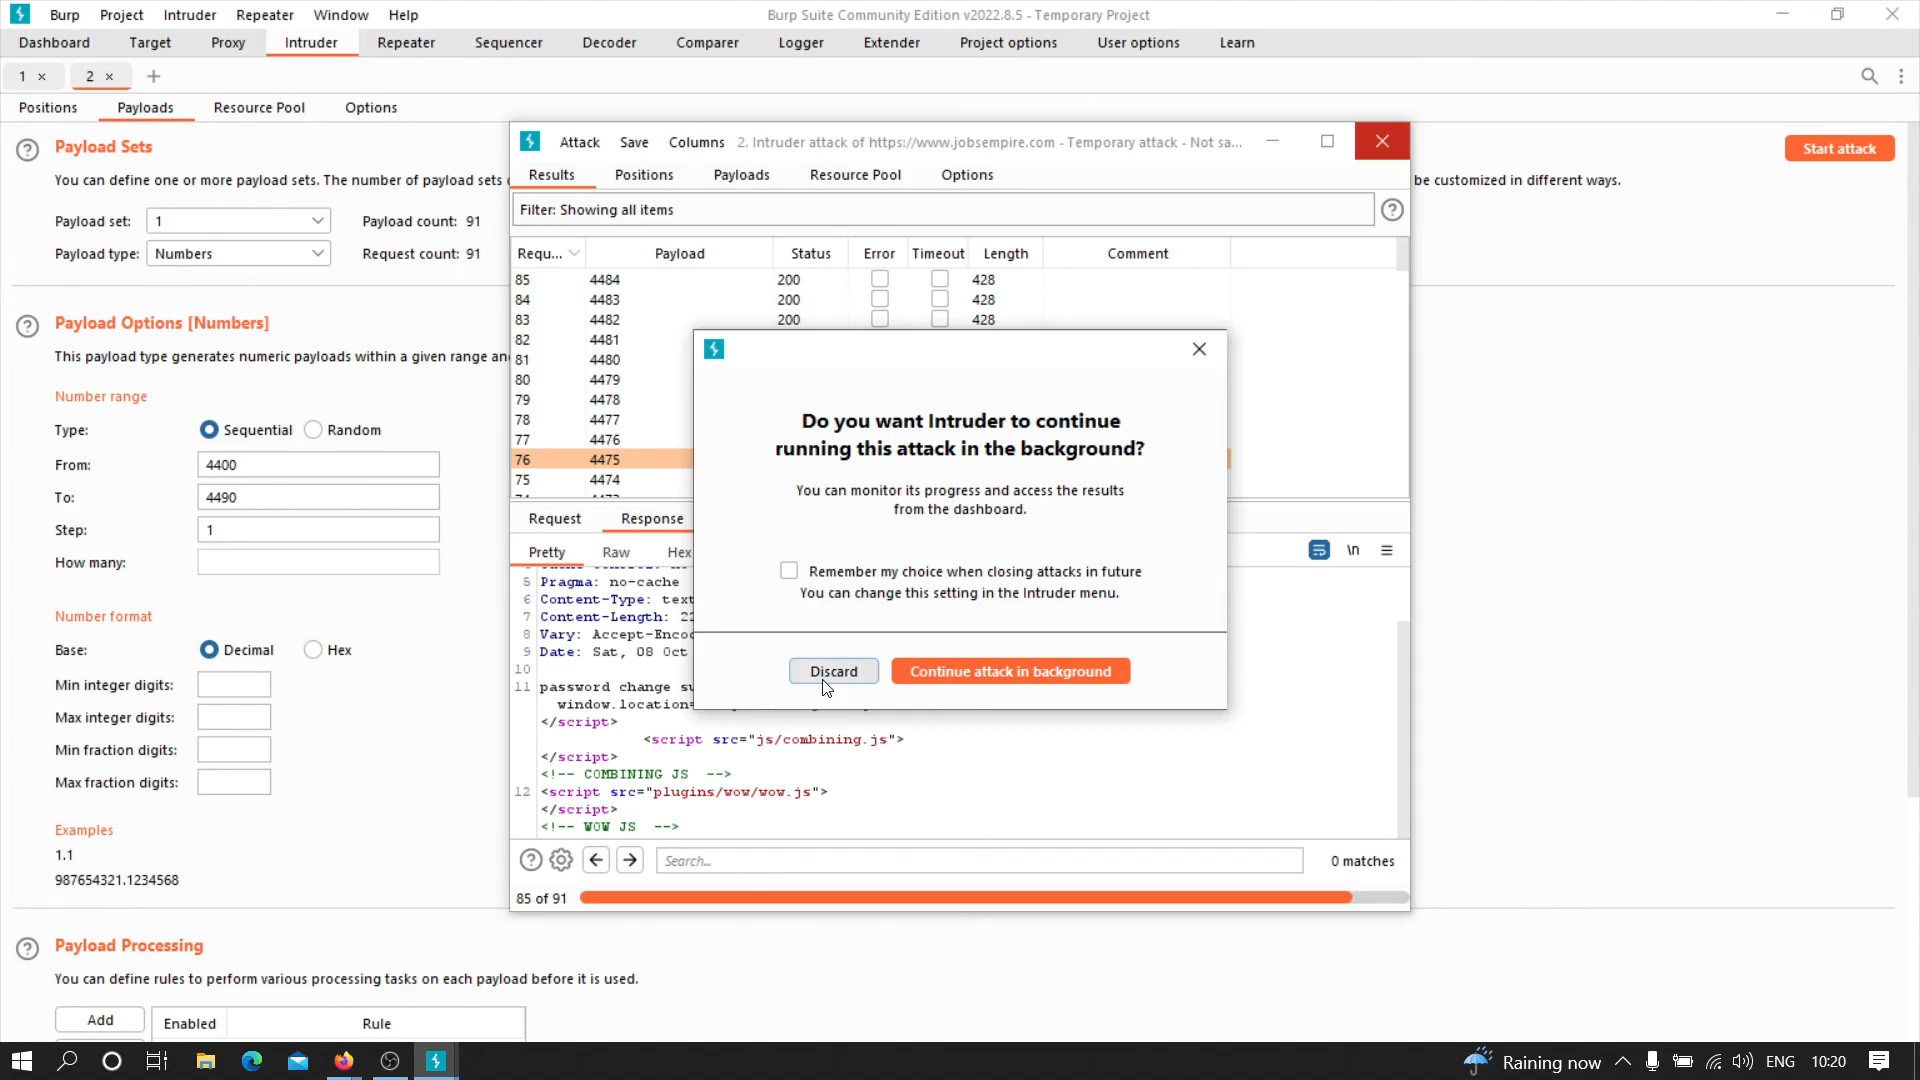 Burp Project Intruder Repeater Window Help
Burp Suite Community Edition v2022.8.5 - Temporary Project
Dashboard Target Proxy Intruder Repeater Sequencer Decoder Comparer Logger Extender Project options User options Learn
1 × 2 × +
Positions Payloads Resource Pool Options
? Payload Sets
Start attack
You can define one or more payload sets. The number of payload sets
be customized in different ways.
Payload set: 1 Payload count: 91
Payload type: Numbers Request count: 91
? Payload Options [Numbers]
This payload type generates numeric payloads within a given range an
Number range
Type: Sequential Random
From: 4400
To: 4490
Step: 1
How many:
Number format
Base: Decimal Hex
Min integer digits:
Max integer digits:
Min fraction digits:
Max fraction digits:
Examples
1.1
987654321.1234568
? Payload Processing
You can define rules to perform various processing tasks on each payload before it is used.
Add Enabled Rule
Attack Save Columns 2. Intruder attack of https://www.jobsempire.com - Temporary attack - Not sa...
Results Positions Payloads Resource Pool Options
Filter: Showing all items ?
Requ... Payload Status Error Timeout Length Comment
85 4484 200 428
84 4483 200 428
83 4482 200 428
82 4481
81 4480
80 4479
79 4478
78 4477
77 4476
76 4475
75 4474
74 4473
Request Response
Pretty Raw Hex
\n
5 Pragma: no-cache
6 Content-Type: text
7 Content-Length: 22
8 Vary: Accept-Enco
9 Date: Sat, 08 Oct
10
11 password change su
window.location=
</script>
<script src="js/combining.js">
</script>
<!-- COMBINING JS -->
12 <script src="plugins/wow/wow.js">
</script>
<!-- WOW JS -->
? Search... 0 matches
85 of 91
Do you want Intruder to continue
running this attack in the background?
You can monitor its progress and access the results
from the dashboard.
Remember my choice when closing attacks in future
You can change this setting in the Intruder menu.
Discard Continue attack in background
Raining now ENG 10:20